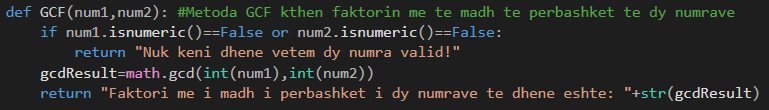 def GCF(num1,num2): #Metoda GCF kthen faktorin me te madh te perbashket te dy numrave
    if num1.isnumeric()==False or num2.isnumeric()==False:
        return "Nuk keni dhene vetem dy numra valid!"
    gcdResult=math.gcd(int(num1),int(num2))
    return "Faktori me i madh i perbashket i dy numrave te dhene eshte: "+str(gcdResult)